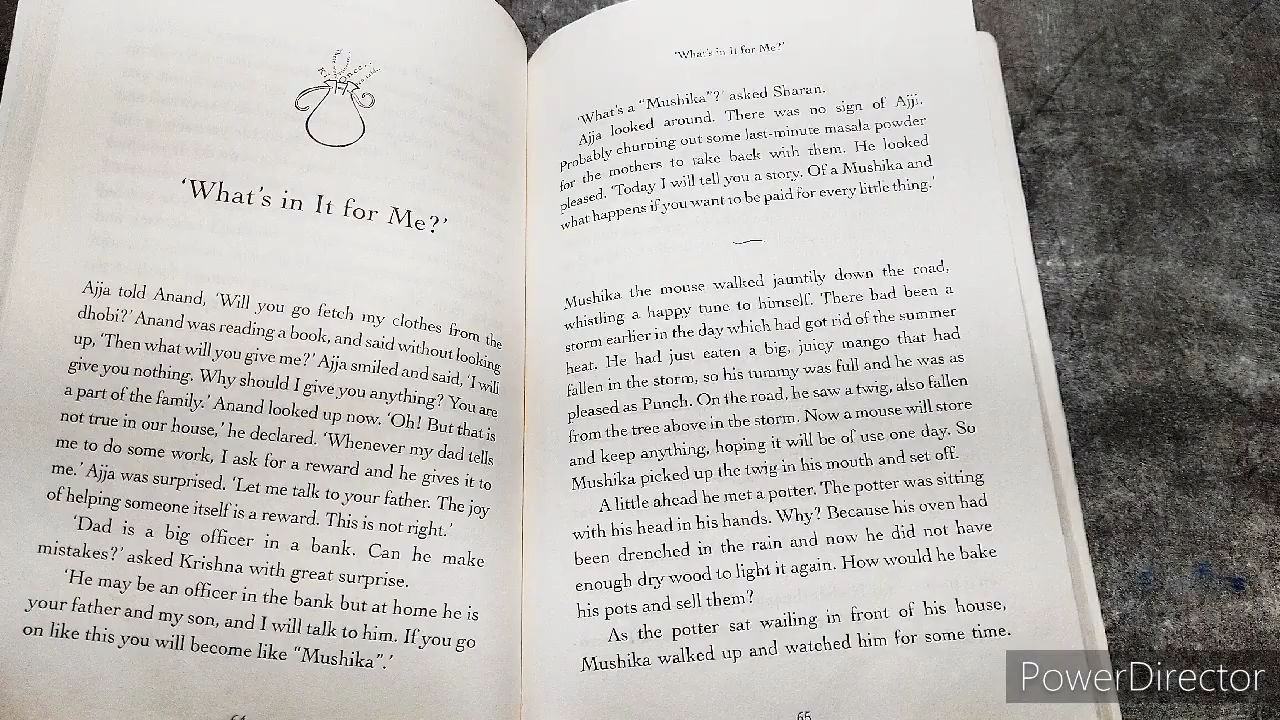 'What's in It for Me?'
Ajja told Anand, 'Will you go fetch my clothes from the
dhobi?' Anand was reading a book, and said without looking
up, 'Then what will you give me?' Ajja smiled and said, 'I will
give you nothing. Why should I give you anything? You are
a part of the family.' Anand looked up now. 'Oh! But that is
not true in our house,' he declared. 'Whenever my dad tells
me to do some work, I ask for a reward and he gives it to
me.' Ajja was surprised. 'Let me talk to your father. The joy
of helping someone itself is a reward. This is not right.'
'Dad is a big officer in a bank. Can he make
mistakes?' asked Krishna with great surprise.
'He may be an officer in the bank but at home he is
your father and my son, and I will talk to him. If you go
on like this you will become like "Mushika".'
64
'What's in It for Me?'
'What's a "Mushika"?' asked Sharan.
Ajja looked around. There was no sign of Ajji.
Probably churning out some last-minute masala powder
for the mothers to take back with them. He looked
pleased. 'Today I will tell you a story. Of a Mushika and
what happens if you want to be paid for every little thing.'
Mushika the mouse walked jauntily down the road,
whistling a happy tune to himself. There had been a
storm earlier in the day which had got rid of the summer
heat. He had just eaten a big, juicy mango that had
fallen in the storm, so his tummy was full and he was as
pleased as Punch. On the road, he saw a twig, also fallen
from the tree above in the storm. Now a mouse will store
and keep anything, hoping it will be of use one day. So
Mushika picked up the twig in his mouth and set off.
A little ahead he met a potter. The potter was sitting
with his head in his hands. Why? Because his oven had
been drenched in the rain and now he did not have
enough dry wood to light it again. How would he bake
his pots and sell them?
As the potter sat wailing in front of his house,
Mushika walked up and watched him for some time.
65
PowerDirector